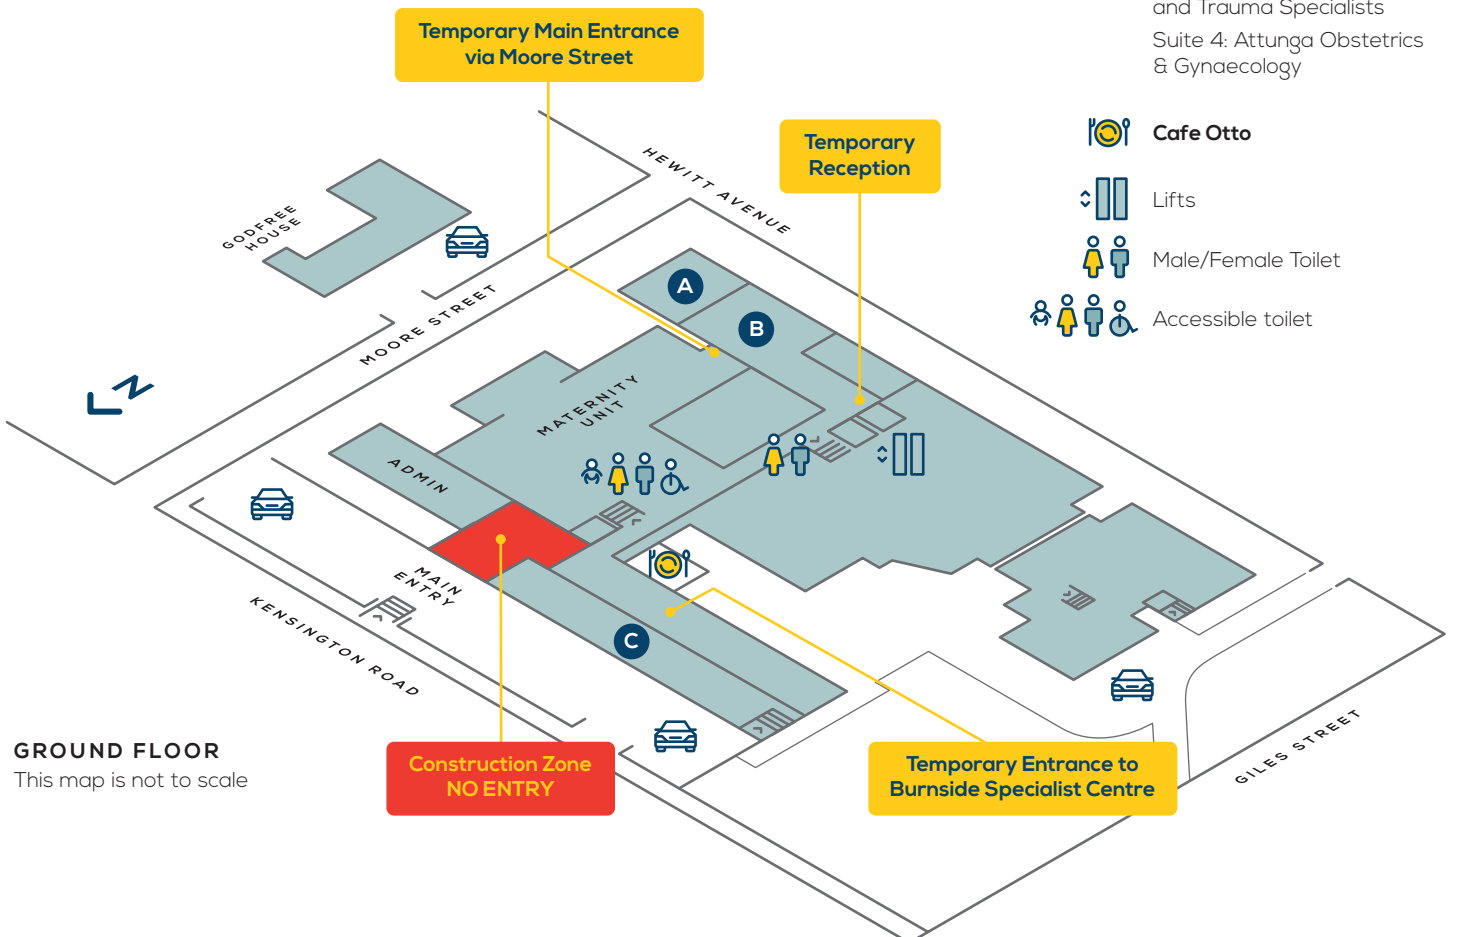 and Trauma Specialists
Suite 4: Attunga Obstetrics
& Gynaecology
Cafe Otto
Lifts
Male/Female Toilet
Accessible toilet
Temporary Main Entrance
via Moore Street
Temporary
Reception
HEWITT AVENUE
GODFREE
HOUSE
MOORE STREET
N
A
B
MATERNITY
UNIT
ADMIN
MAIN
ENTRY
KENSINGTON ROAD
C
GROUND FLOOR
This map is not to scale
Construction Zone
NO ENTRY
Temporary Entrance to
Burnside Specialist Centre
GILES STREET